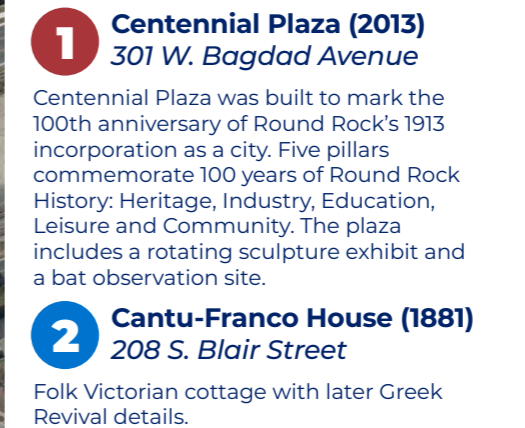 1
Centennial Plaza (2013)
301 W. Bagdad Avenue
Centennial Plaza was built to mark the
100th anniversary of Round Rock’s 1913
incorporation as a city. Five pillars
commemorate 100 years of Round Rock
History: Heritage, Industry, Education,
Leisure and Community. The plaza
includes a rotating sculpture exhibit and
a bat observation site.
2
Cantu-Franco House (1881)
208 S. Blair Street
Folk Victorian cottage with later Greek
Revival details.